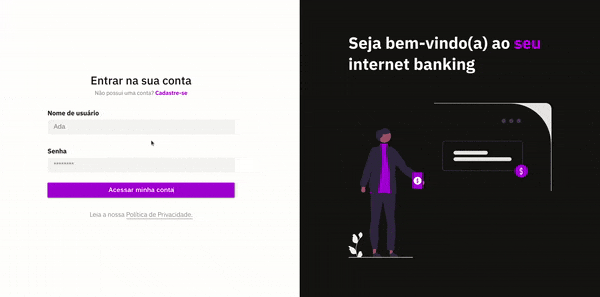 Entrar na sua conta
Não possui uma conta? Cadastre-se
Nome de usuário
Ada
Senha
********
Acessar minha conta
Leia a nossa Política de Privacidade.
Seja bem-vindo(a) ao seu
internet banking
$